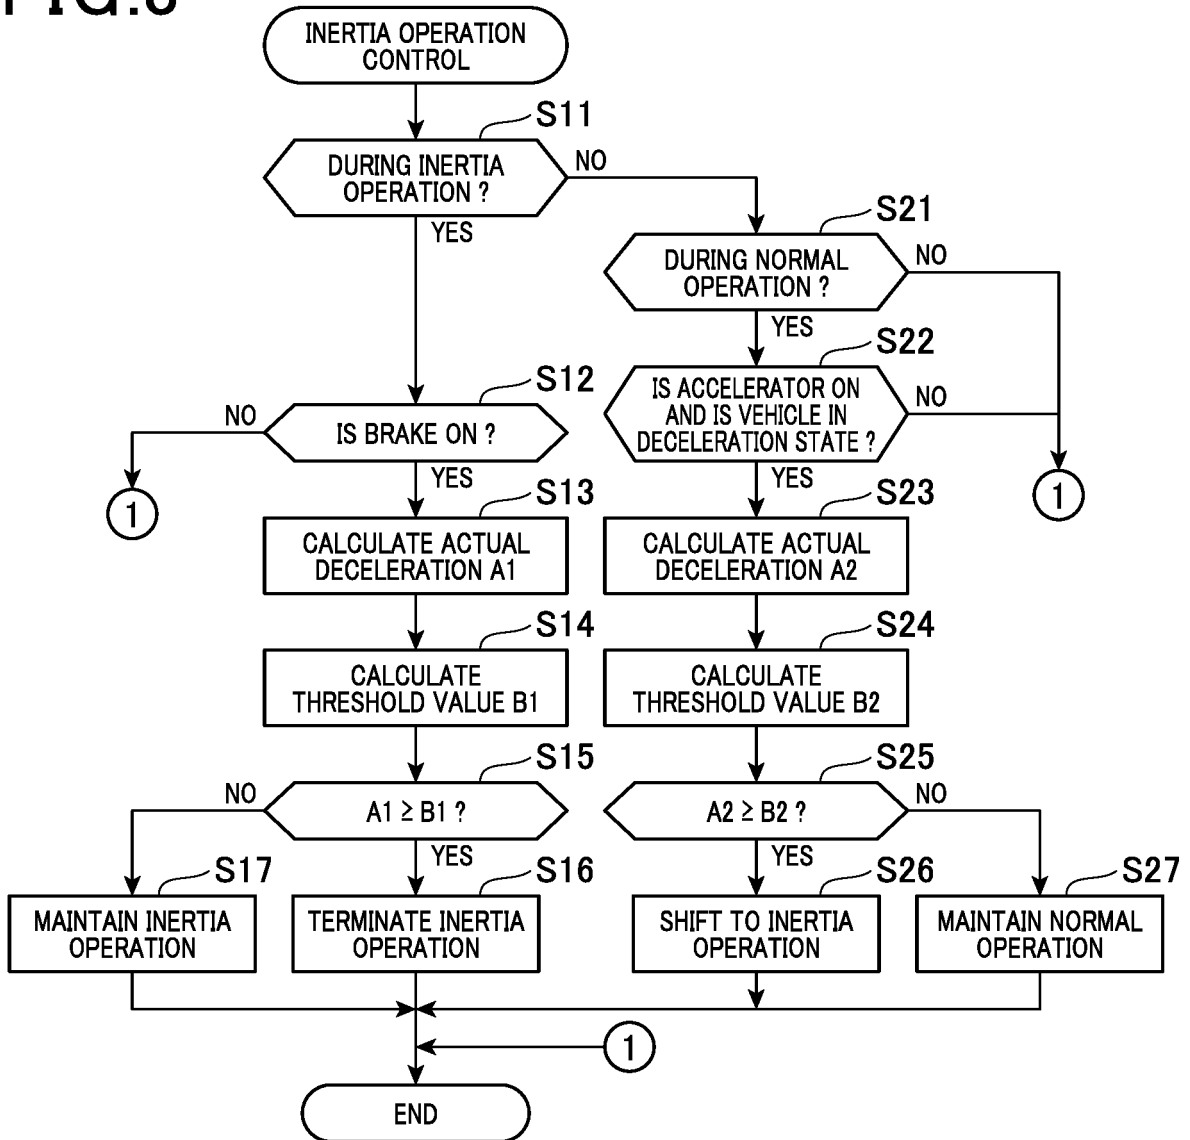 FIG.8
INERTIA OPERATION
CONTROL
S11
DURING INERTIA
OPERATION ?
NO
YES
S21
DURING NORMAL
OPERATION ?
NO
YES
S22
IS ACCELERATOR ON
AND IS VEHICLE IN
DECELERATION STATE ?
NO
YES
S12
IS BRAKE ON ?
NO
YES
1
1
S13
CALCULATE ACTUAL
DECELERATION A1
S23
CALCULATE ACTUAL
DECELERATION A2
S14
CALCULATE
THRESHOLD VALUE B1
S24
CALCULATE
THRESHOLD VALUE B2
S15
A1 ≥ B1 ?
NO
YES
S25
A2 ≥ B2 ?
NO
YES
S17
MAINTAIN INERTIA
OPERATION
S16
TERMINATE INERTIA
OPERATION
S26
SHIFT TO INERTIA
OPERATION
S27
MAINTAIN NORMAL
OPERATION
1
END